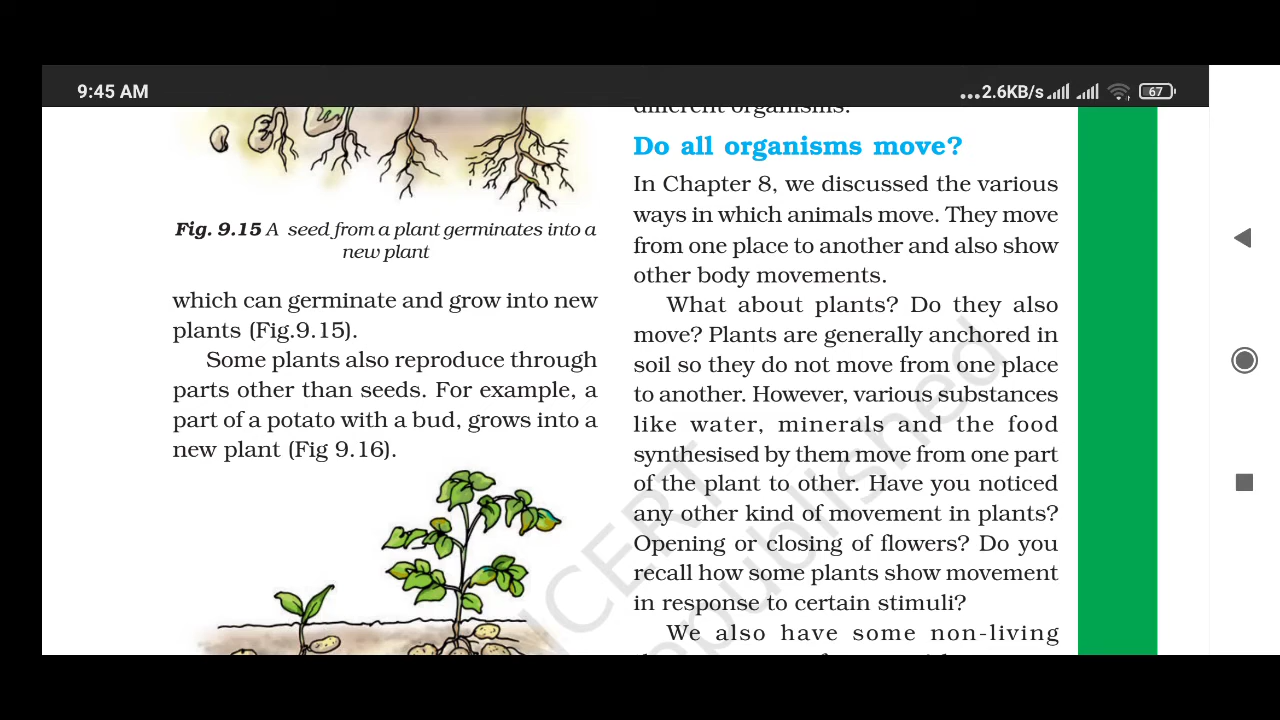 9:45 AM
...2.6KB/s
67
Fig. 9.15 A seed from a plant germinates into a
new plant
which can germinate and grow into new
plants (Fig.9.15).
Some plants also reproduce through
parts other than seeds. For example, a
part of a potato with a bud, grows into a
new plant (Fig 9.16).
different organisms.
Do all organisms move?
In Chapter 8, we discussed the various
ways in which animals move. They move
from one place to another and also show
other body movements.
What about plants? Do they also
move? Plants are generally anchored in
soil so they do not move from one place
to another. However, various substances
like water, minerals and the food
synthesised by them move from one part
of the plant to other. Have you noticed
any other kind of movement in plants?
Opening or closing of flowers? Do you
recall how some plants show movement
in response to certain stimuli?
We also have some non-living
NCERT
republished